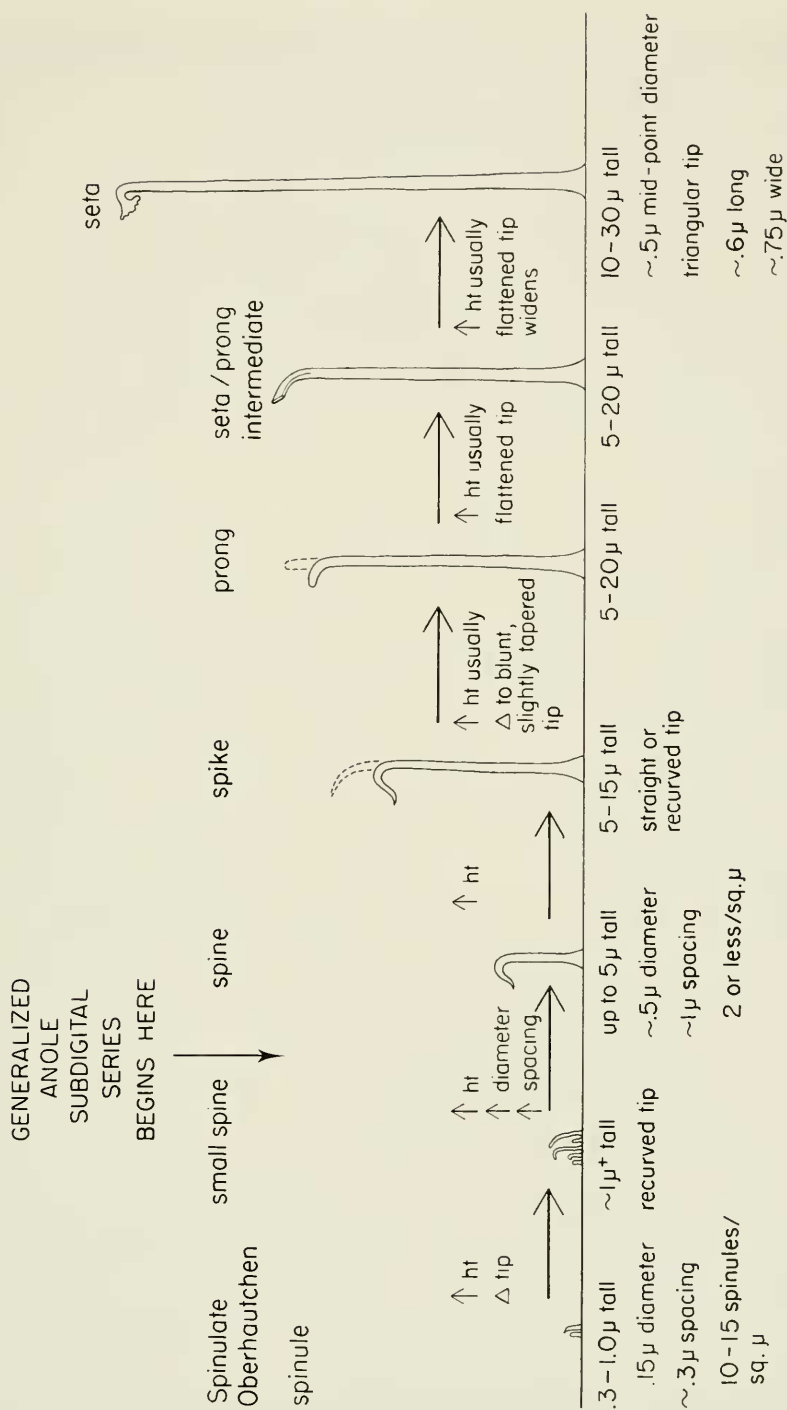 GENERALIZED
ANOLE
SUBDIGITAL
SERIES
BEGINS HERE
Spinulate
Oberhautchen
spinule
small spine
spine
spike
prong
seta / prong
intermediate
seta
↑ ht
Δ tip
↑ ht
↑ diameter
↑ spacing
↑ ht
↑ ht usually
Δ to blunt,
slightly tapered
tip
↑ ht usually
flattened tip
↑ ht usually
flattened tip
widens
.3-1.0µ tall
.15µ diameter
~.3µ spacing
10-15 spinules/
sq. µ
~1µ+ tall
recurved tip
up to 5µ tall
~.5µ diameter
~1µ spacing
2 or less/sq.µ
5-15µ tall
straight or
recurved tip
5-20µ tall
5-20µ tall
10-30µ tall
~.5µ mid-point diameter
triangular tip
~.6µ long
~.75µ wide